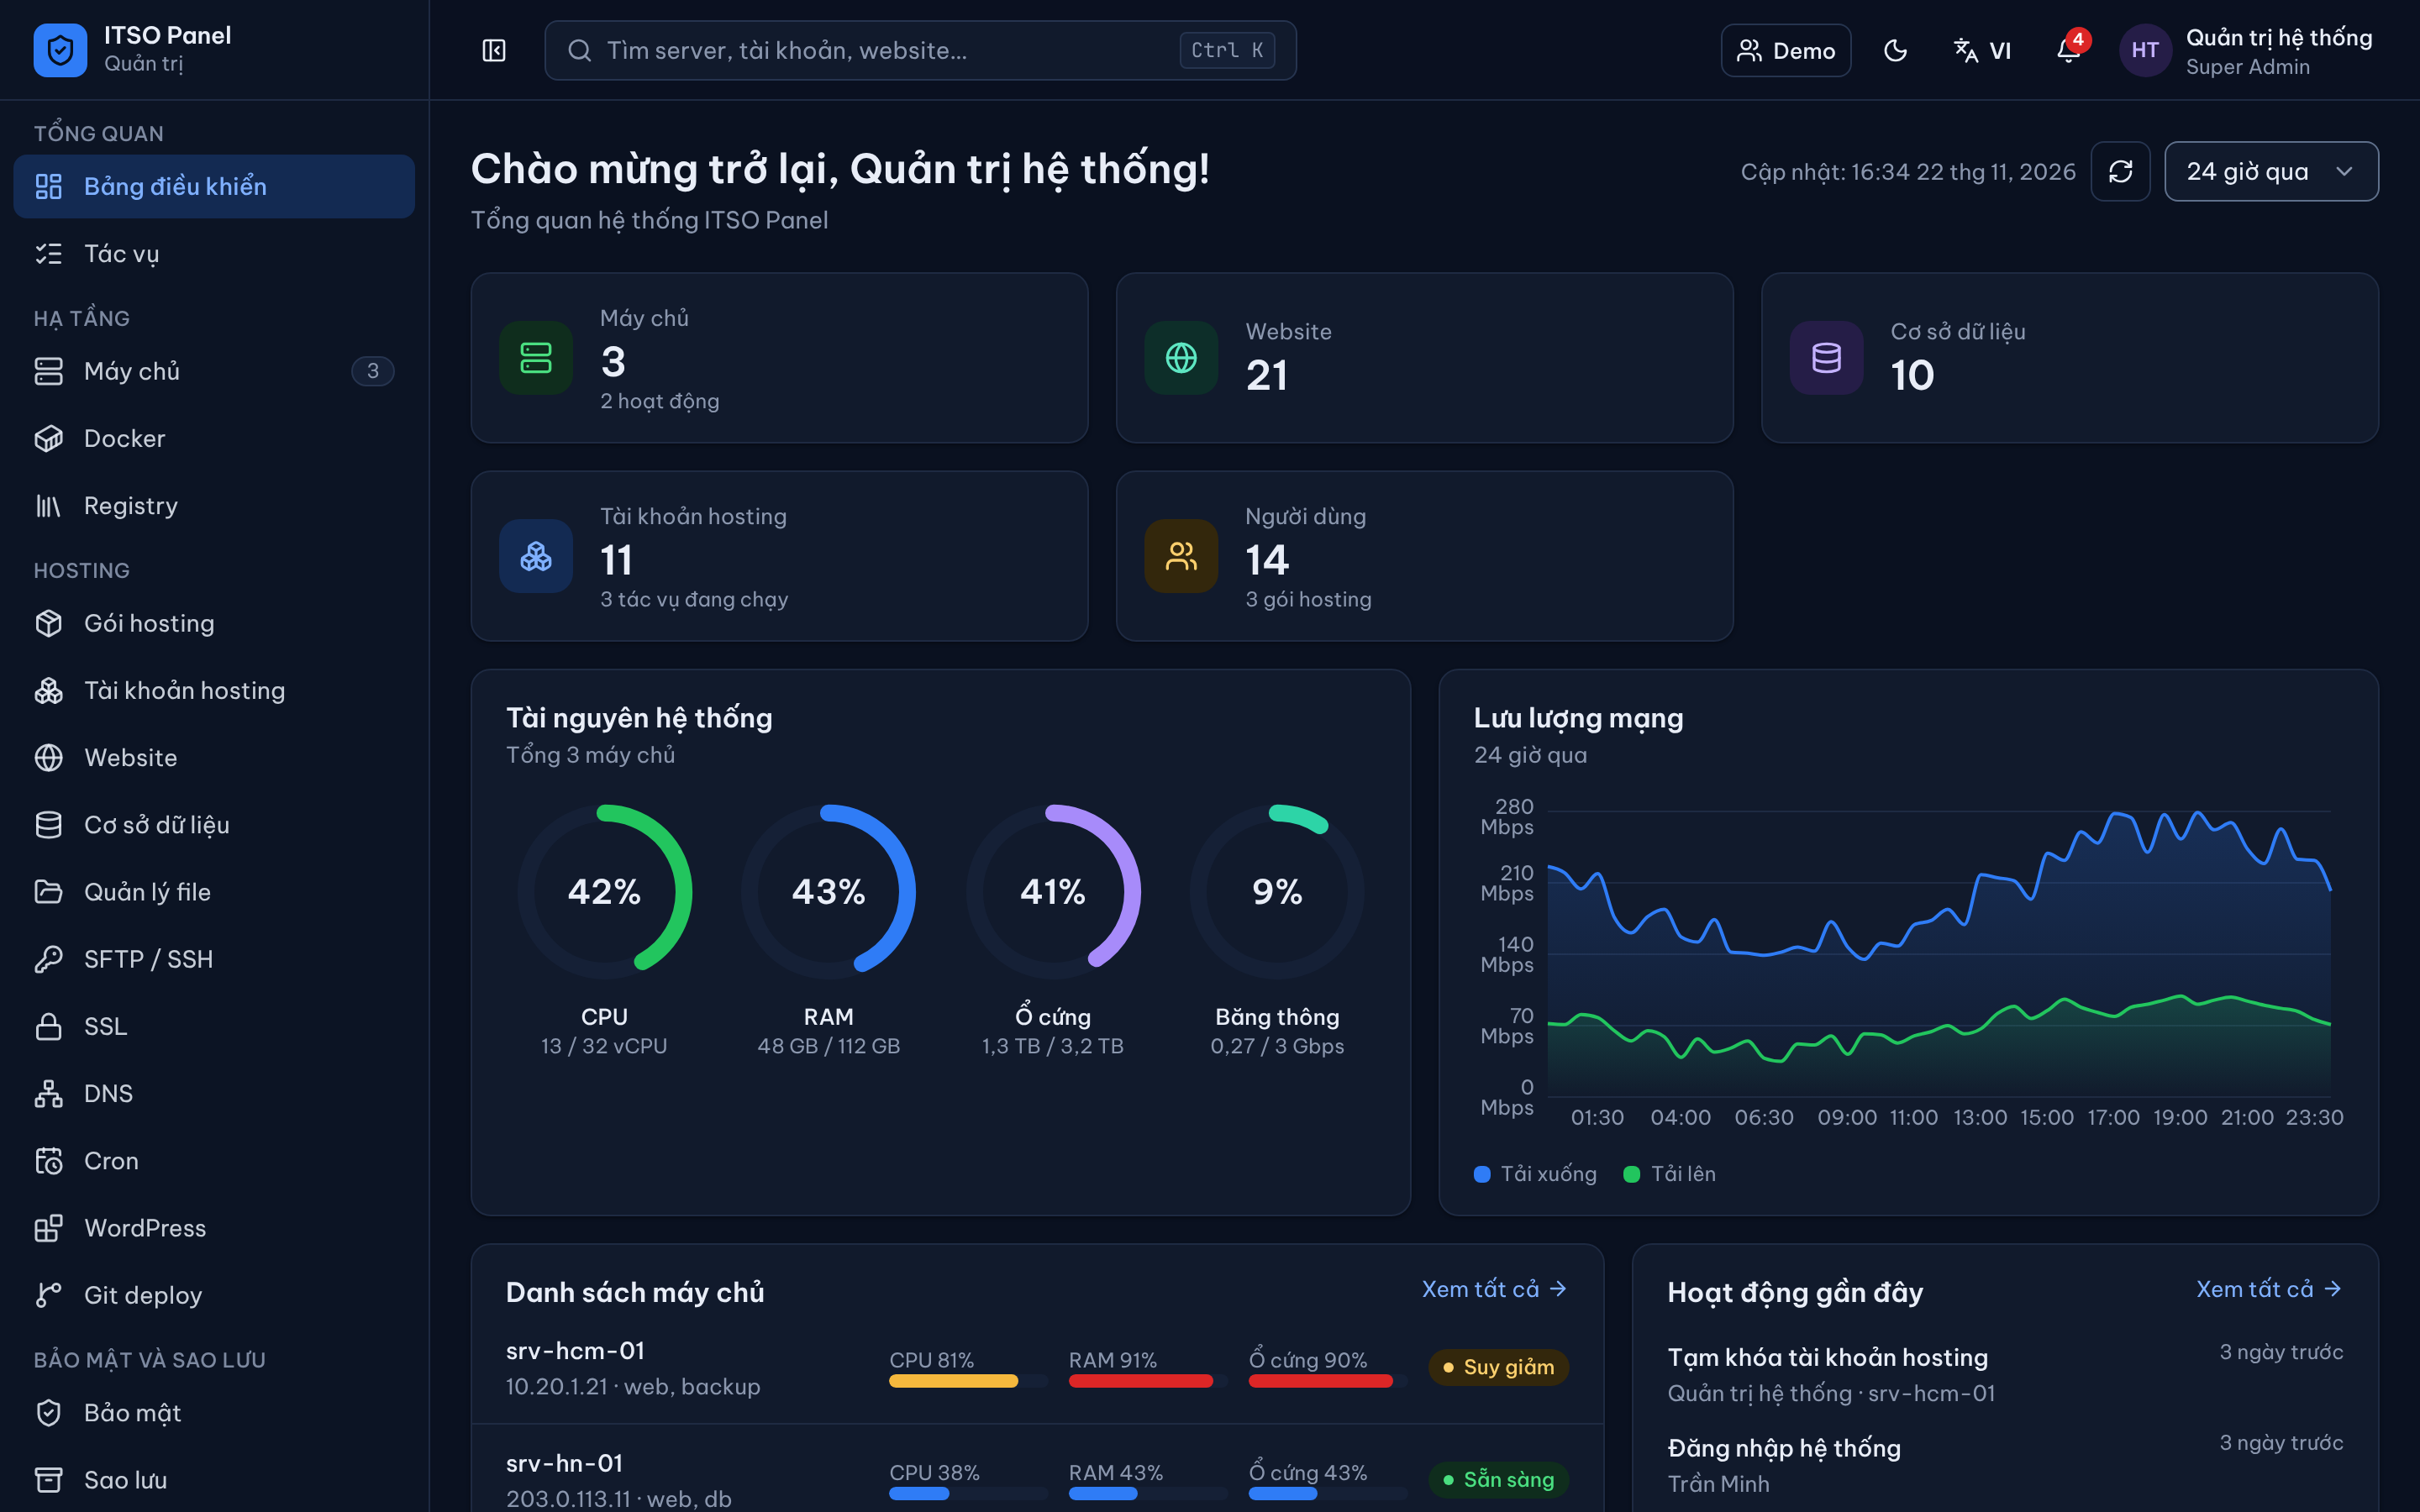 ITSO Panel
Quản trị
Tìm server, tài khoản, website...
Ctrl K
Demo
VI
4
HT
Quản trị hệ thống
Super Admin
TỔNG QUAN
Bảng điều khiển
Tác vụ
HẠ TẦNG
Máy chủ
3
Docker
Registry
HOSTING
Gói hosting
Tài khoản hosting
Website
Cơ sở dữ liệu
Quản lý file
SFTP / SSH
SSL
DNS
Cron
WordPress
Git deploy
BẢO MẬT VÀ SAO LƯU
Bảo mật
Sao lưu
Chào mừng trở lại, Quản trị hệ thống!
Tổng quan hệ thống ITSO Panel
Cập nhật: 16:34 22 thg 11, 2026
24 giờ qua
Máy chủ
3
2 hoạt động
Website
21
Cơ sở dữ liệu
10
Tài khoản hosting
11
3 tác vụ đang chạy
Người dùng
14
3 gói hosting
Tài nguyên hệ thống
Tổng 3 máy chủ
42%
CPU
13 / 32 vCPU
43%
RAM
48 GB / 112 GB
41%
Ổ cứng
1,3 TB / 3,2 TB
9%
Băng thông
0,27 / 3 Gbps
Lưu lượng mạng
24 giờ qua
280
Mbps
210
Mbps
140
Mbps
70
Mbps
0
Mbps
01:30 04:00 06:30 09:00 11:00 13:00 15:00 17:00 19:00 21:00 23:30
Tải xuống Tải lên
Danh sách máy chủ
Xem tất cả
srv-hcm-01
10.20.1.21 · web, backup
CPU 81%
RAM 91%
Ổ cứng 90%
Suy giảm
srv-hn-01
203.0.113.11 · web, db
CPU 38%
RAM 43%
Ổ cứng 43%
Sẵn sàng
Hoạt động gần đây
Xem tất cả
Tạm khóa tài khoản hosting
3 ngày trước
Quản trị hệ thống · srv-hcm-01
Đăng nhập hệ thống
3 ngày trước
Trần Minh